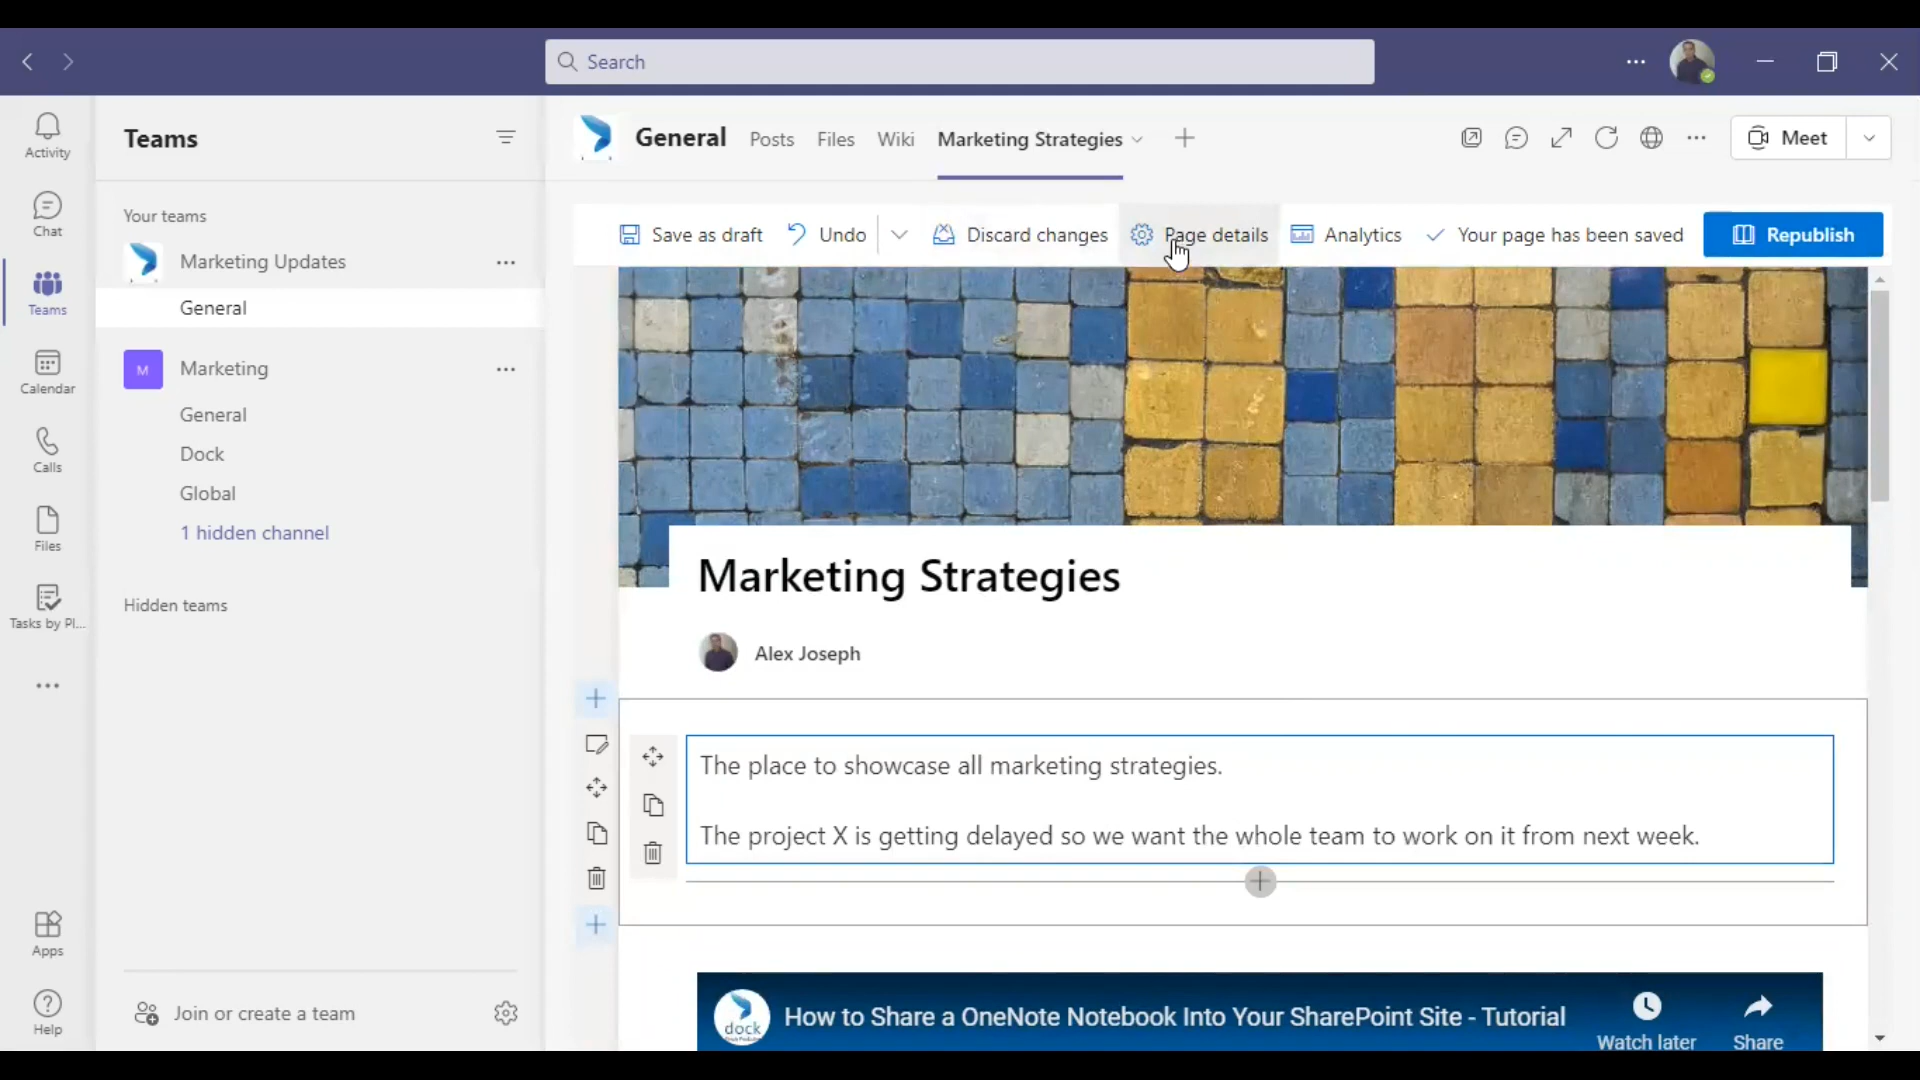 Search
Activity
Chat
Teams
Calendar
Calls
Files
Tasks by Pl...
Apps
Help
Teams
Your teams
Marketing Updates
General
M Marketing
General
Dock
Global
1 hidden channel
Hidden teams
Join or create a team
General Posts Files Wiki Marketing Strategies Meet
Save as draft Undo Discard changes Page details Analytics Your page has been saved Republish
Marketing Strategies
Alex Joseph
The place to showcase all marketing strategies.
The project X is getting delayed so we want the whole team to work on it from next week.
dock How to Share a OneNote Notebook Into Your SharePoint Site - Tutorial
Watch later Share